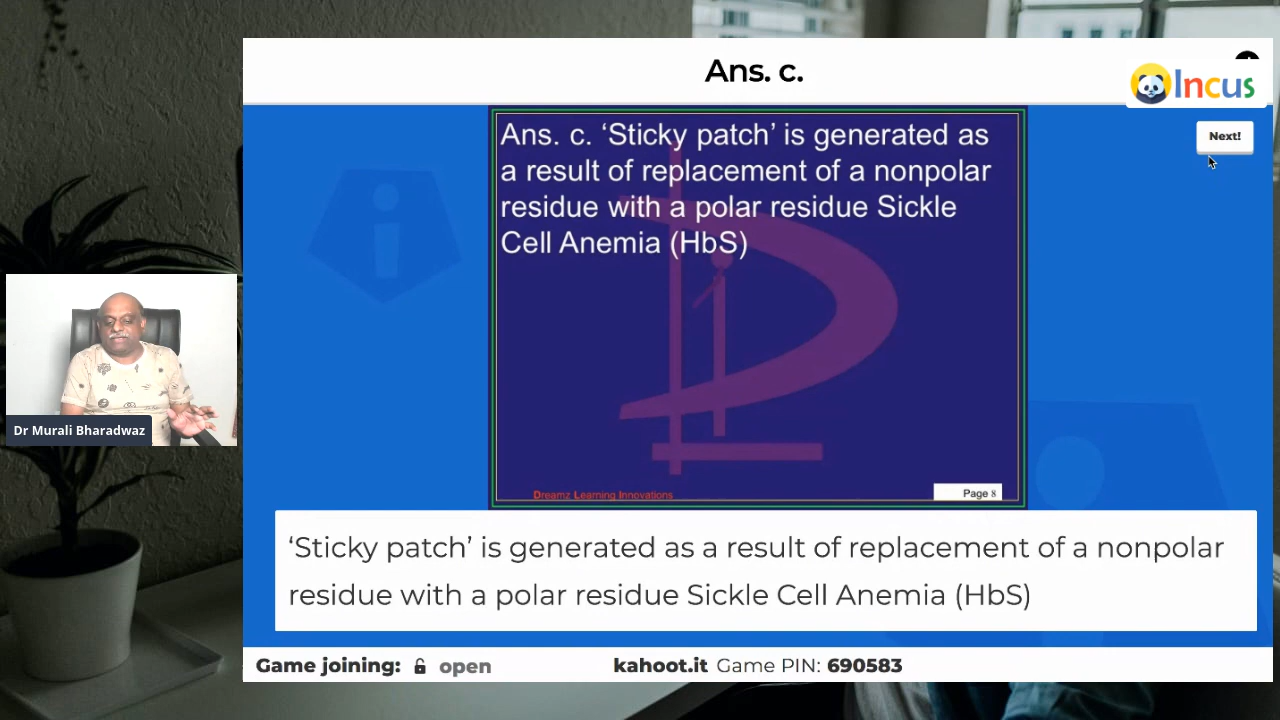 Ans. c.
Incus
Next!
Ans. c. ‘Sticky patch’ is generated as
a result of replacement of a nonpolar
residue with a polar residue Sickle
Cell Anemia (HbS)
Dr Murali Bharadwaz
Dreamz Learning Innovations
Page 8
‘Sticky patch’ is generated as a result of replacement of a nonpolar
residue with a polar residue Sickle Cell Anemia (HbS)
Game joining: open
kahoot.it Game PIN: 690583